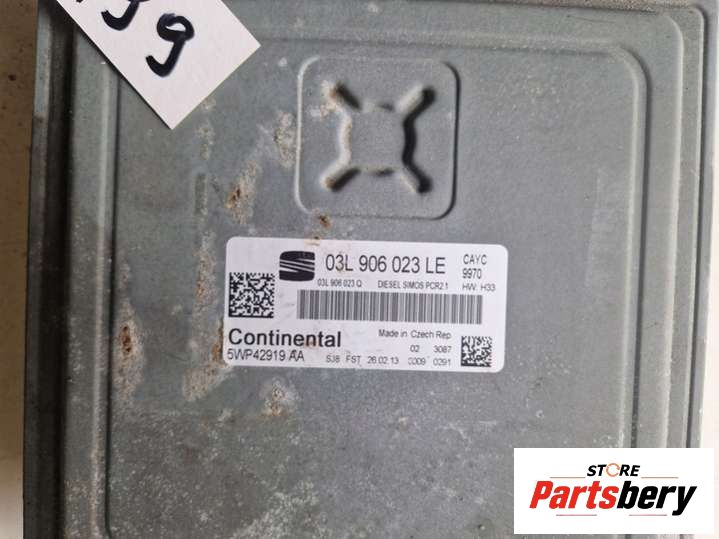 99
03L 906 023 LE CAYC
9970
03L 906 023 Q DIESEL SIMOS PCR2.1 HW: H33
Continental Made in Czech Rep
02 3087
5WP42919 AA SJ8 FST 26.02.13 0009 0291
STORE
Partsbery